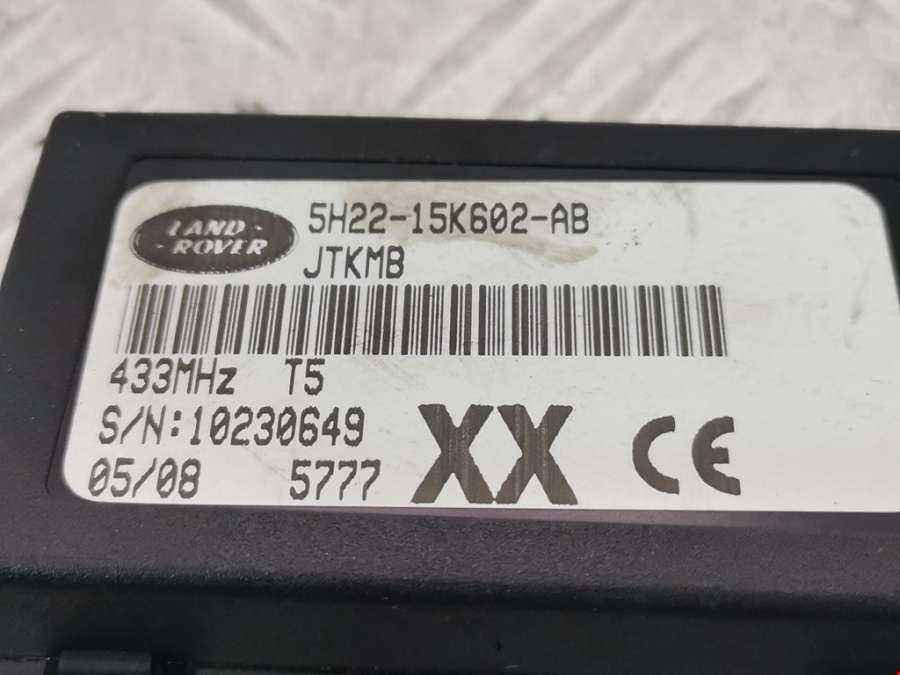 LAND-
-ROVER
5H22-15K602-AB
JTKMB
433MHz T5
S/N:10230649
05/08 5777
XX CE